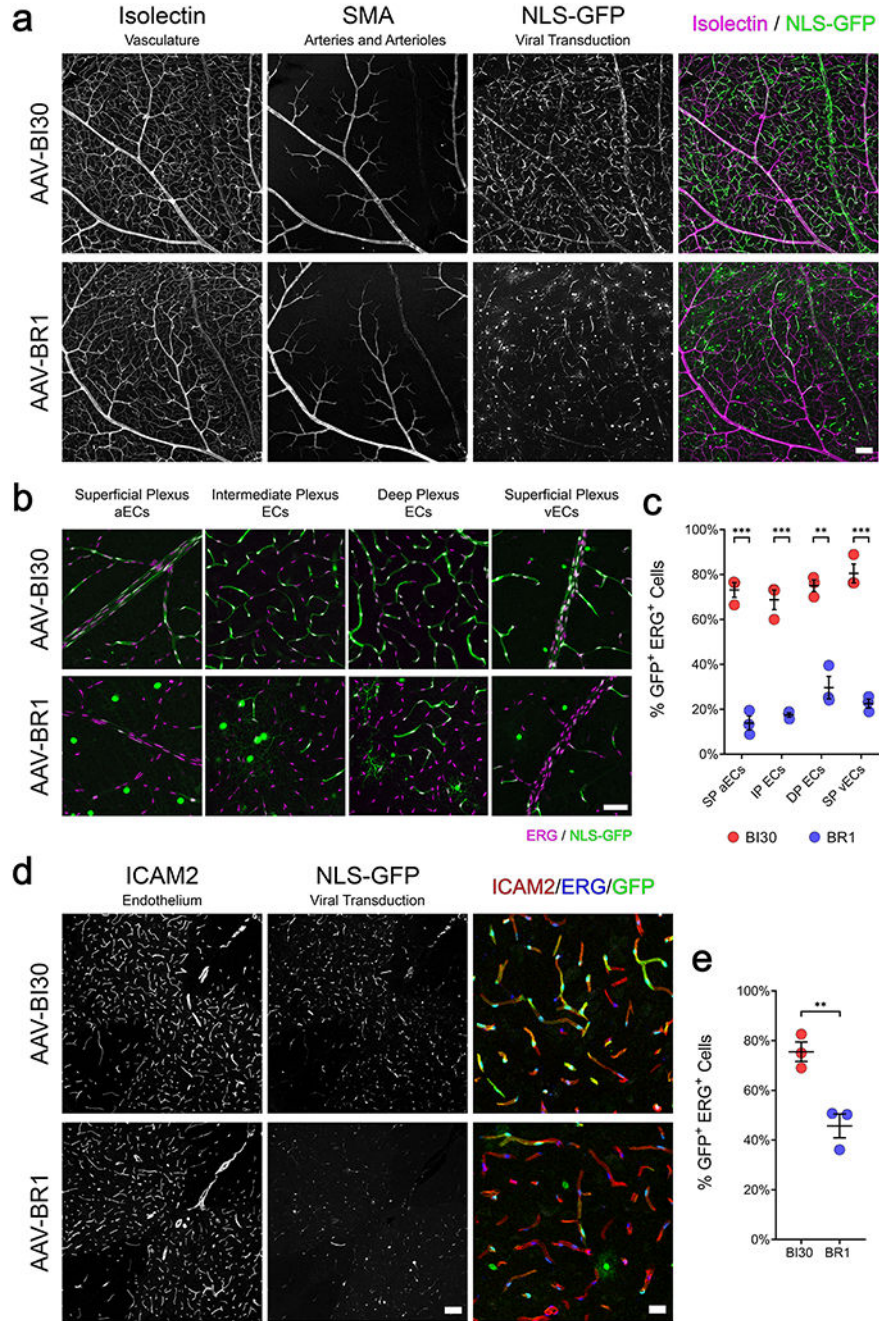 a
Isolectin
Vasculature
SMA
Arteries and Arterioles
NLS-GFP
Viral Transduction
Isolectin / NLS-GFP
AAV-BI30
AAV-BR1
b
Superficial Plexus
aECs
Intermediate Plexus
ECs
Deep Plexus
ECs
Superficial Plexus
vECs
AAV-BI30
AAV-BR1
ERG / NLS-GFP
c
% GFP⁺ ERG⁺ Cells
100%
80%
60%
40%
20%
0%
***
***
**
***
SP aECs
IP ECs
DP ECs
SP vECs
BI30
BR1
d
ICAM2
Endothelium
NLS-GFP
Viral Transduction
ICAM2/ERG/GFP
AAV-BI30
AAV-BR1
e
% GFP⁺ ERG⁺ Cells
100%
80%
60%
40%
20%
0%
**
BI30
BR1